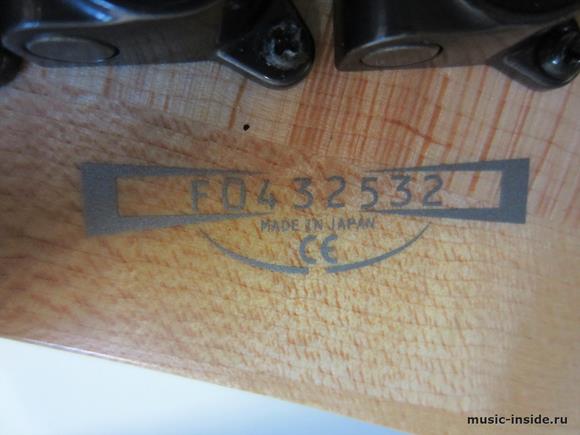 F0432532
MADE IN JAPAN
CE
music-inside.ru